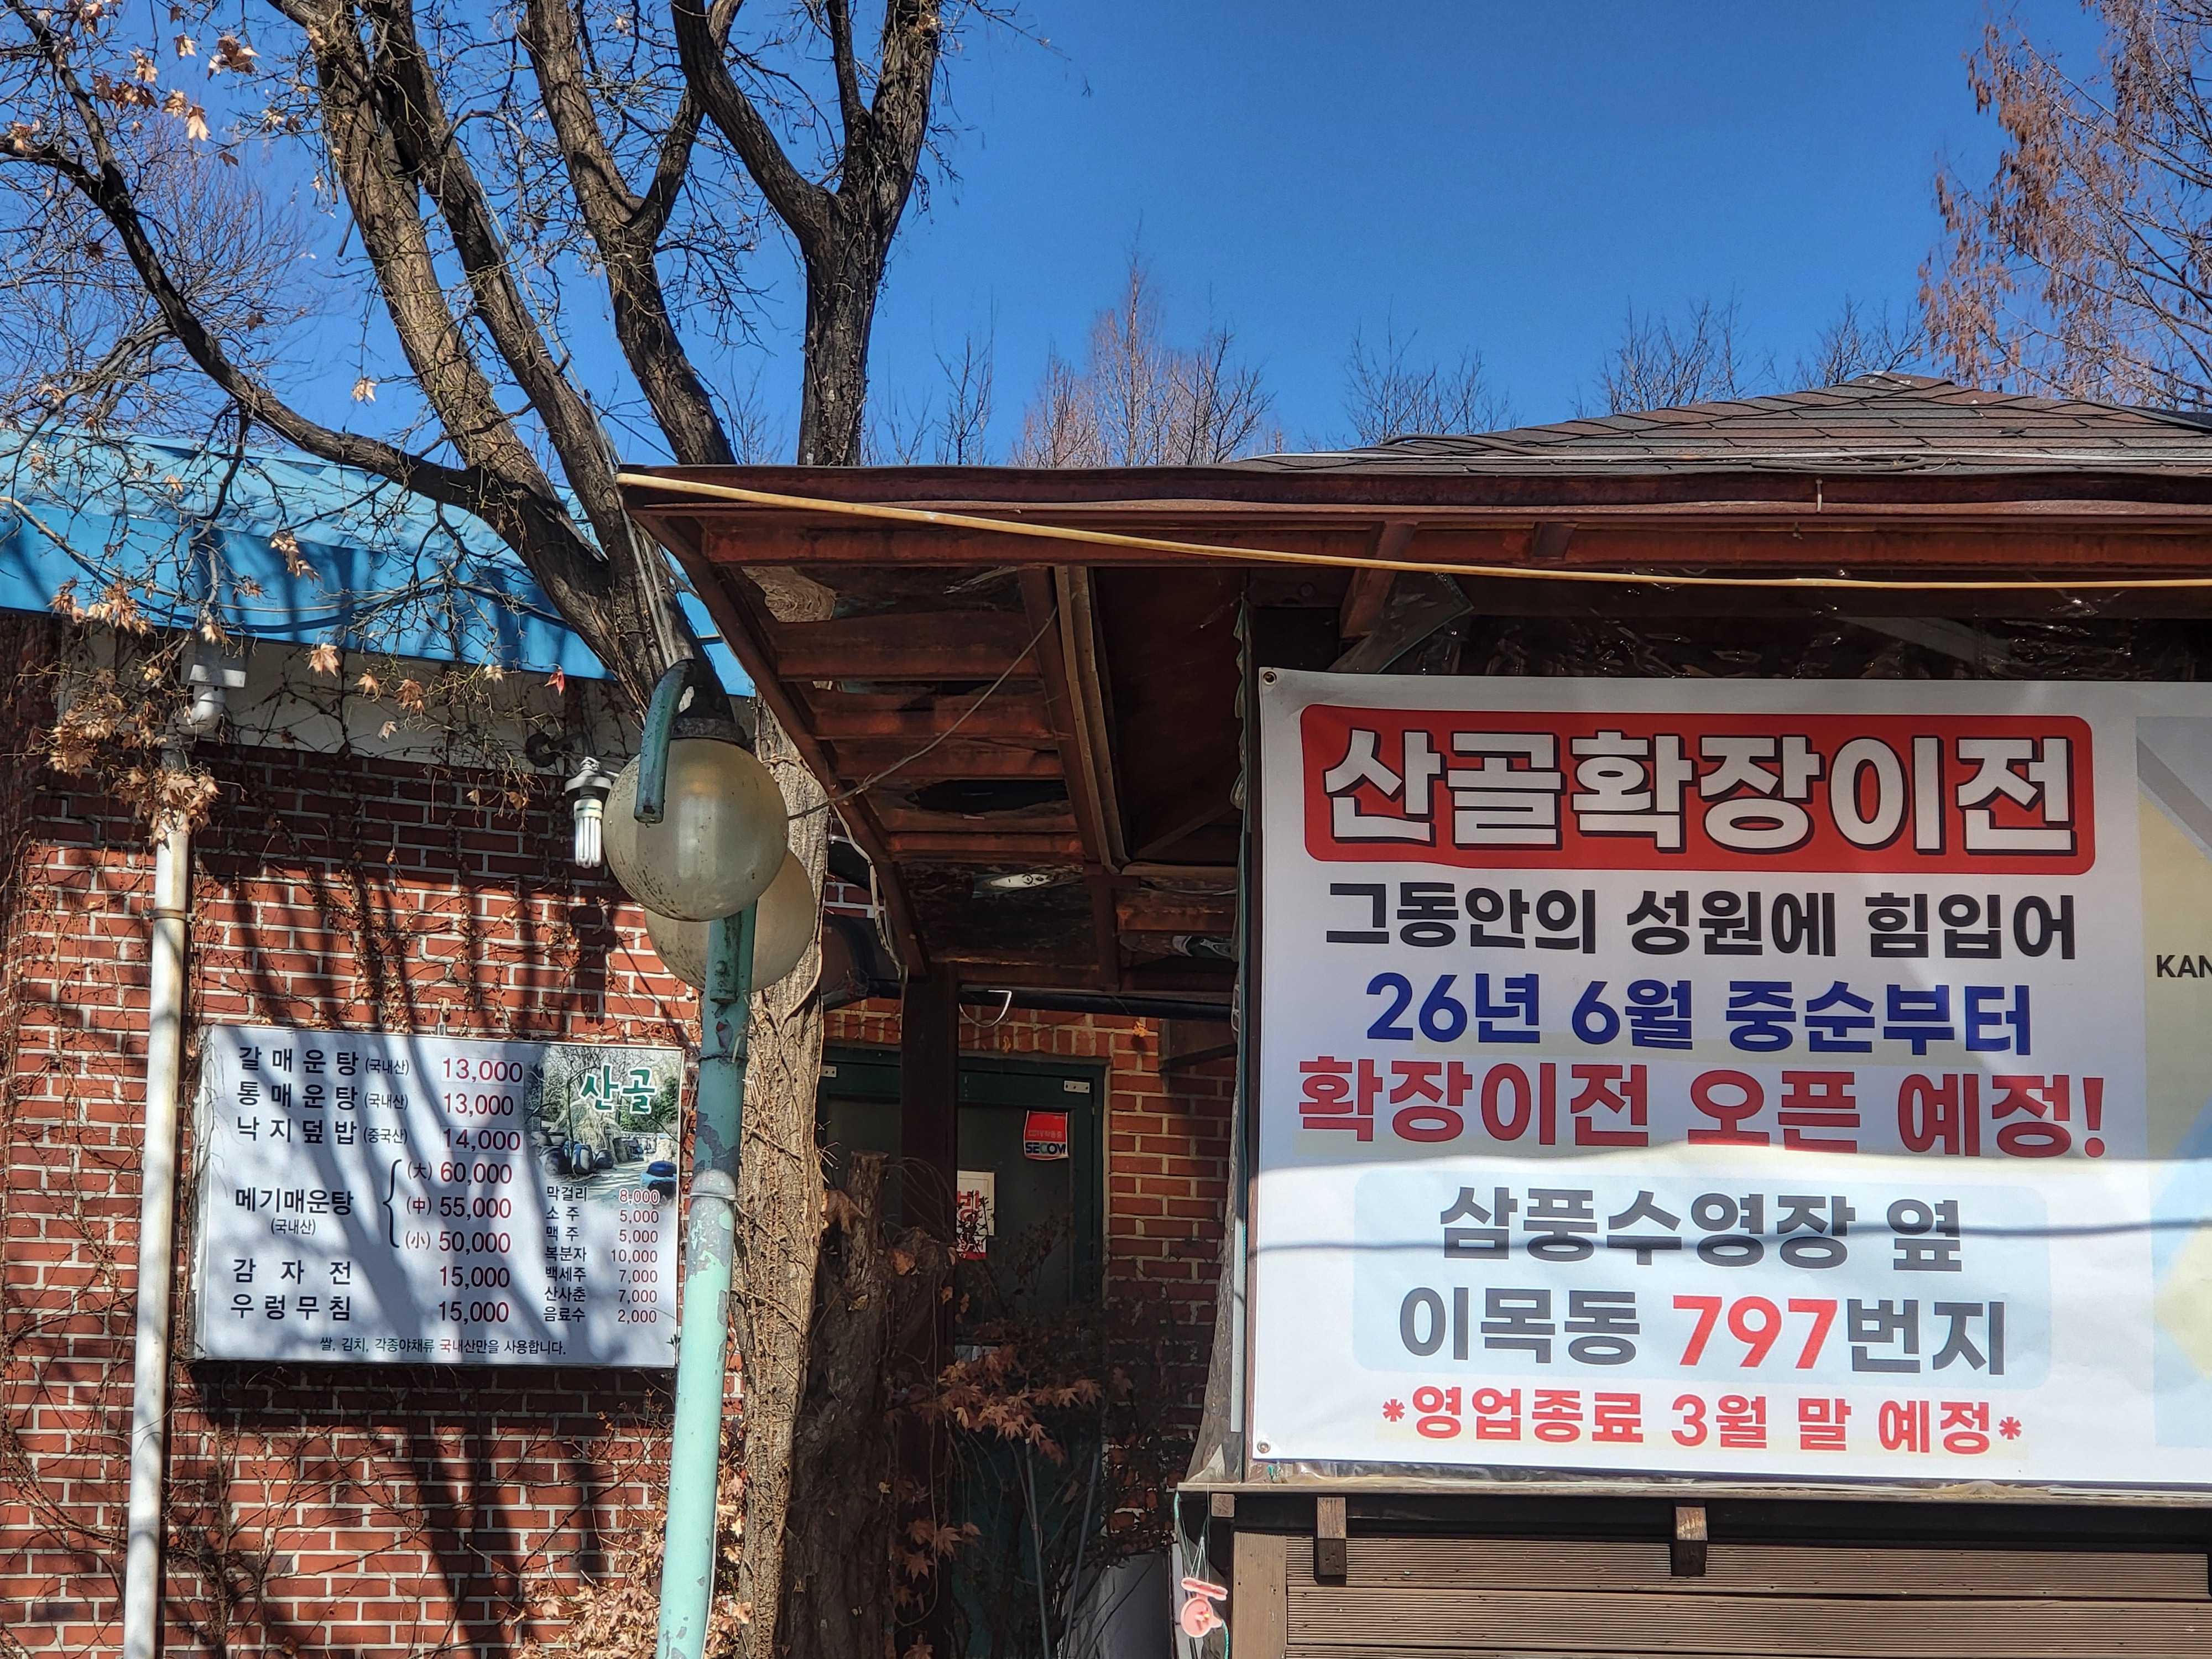 갈매운탕 (국내산) 13,000
통매운탕 (국내산) 13,000
낙지덮밥 (중국산) 14,000
메기매운탕 (국내산)
(大) 60,000
(中) 55,000
(小) 50,000
감자전 15,000
우렁무침 15,000
쌀, 김치, 각종야채류 국내산만을 사용합니다.
산골
막걸리 8,000
소주 5,000
맥주 5,000
복분자 10,000
백세주 7,000
산사춘 7,000
음료수 2,000
SECOM
산골확장이전
그동안의 성원에 힘입어
26년 6월 중순부터
확장이전 오픈 예정!
삼풍수영장 옆
이목동 797번지
*영업종료 3월 말 예정*
KAN